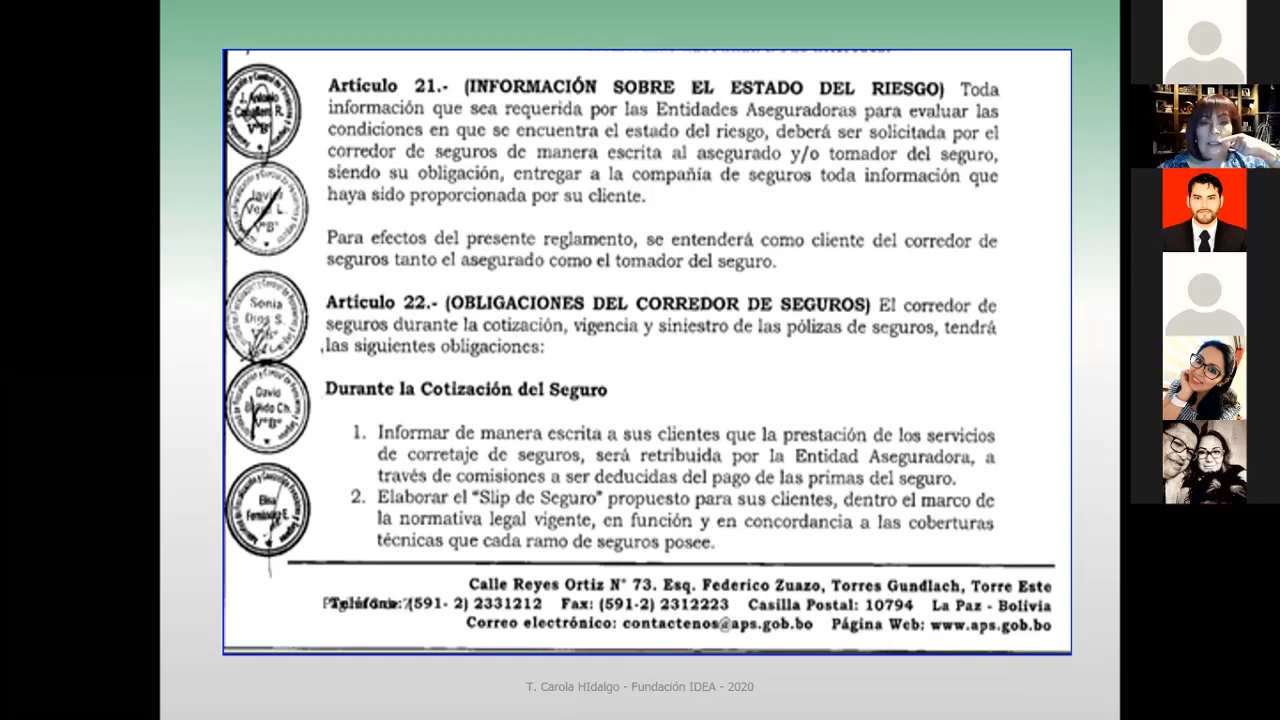 Artículo 21.- (INFORMACIÓN SOBRE EL ESTADO DEL RIESGO) Toda
información que sea requerida por las Entidades Aseguradoras para evaluar las
condiciones en que se encuentra el estado del riesgo, deberá ser solicitada por el
corredor de seguros de manera escrita al asegurado y/o tomador del seguro,
siendo su obligación, entregar a la compañía de seguros toda información que
haya sido proporcionada por su cliente.
Para efectos del presente reglamento, se entenderá como cliente del corredor de
seguros tanto el asegurado como el tomador del seguro.
Artículo 22.- (OBLIGACIONES DEL CORREDOR DE SEGUROS) El corredor de
seguros durante la cotización, vigencia y siniestro de las pólizas de seguros, tendrá
las siguientes obligaciones:
Durante la Cotización del Seguro
1. Informar de manera escrita a sus clientes que la prestación de los servicios
de corretaje de seguros, será retribuida por la Entidad Aseguradora, a
través de comisiones a ser deducidas del pago de las primas del seguro.
2. Elaborar el "Slip de Seguro" propuesto para sus clientes, dentro el marco de
la normativa legal vigente, en función y en concordancia a las coberturas
técnicas que cada ramo de seguros posee.
Calle Reyes Ortiz N° 73. Esq. Federico Zuazo, Torres Gundlach, Torre Este
(591- 2) 2331212 Fax: (591-2) 2312223 Casilla Postal: 10794 La Paz - Bolivia
Correo electrónico: contactenos@aps.gob.bo Página Web: www.aps.gob.bo
Sonia
V°B°
David
V°B°
Elisa
T. Carola HIdalgo - Fundación IDEA - 2020